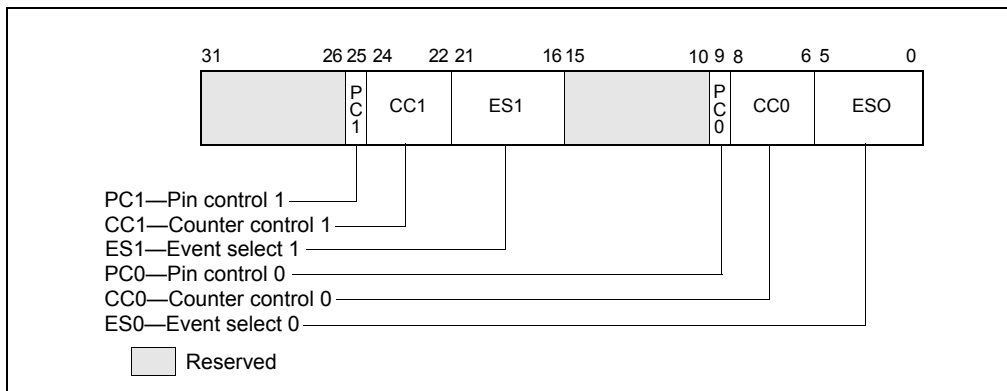 31 26 25 24 22 21 16 15 10 9 8 6 5 0
P
C
1
CC1
ES1
P
C
0
CC0
ESO
PC1—Pin control 1
CC1—Counter control 1
ES1—Event select 1
PC0—Pin control 0
CC0—Counter control 0
ES0—Event select 0
Reserved